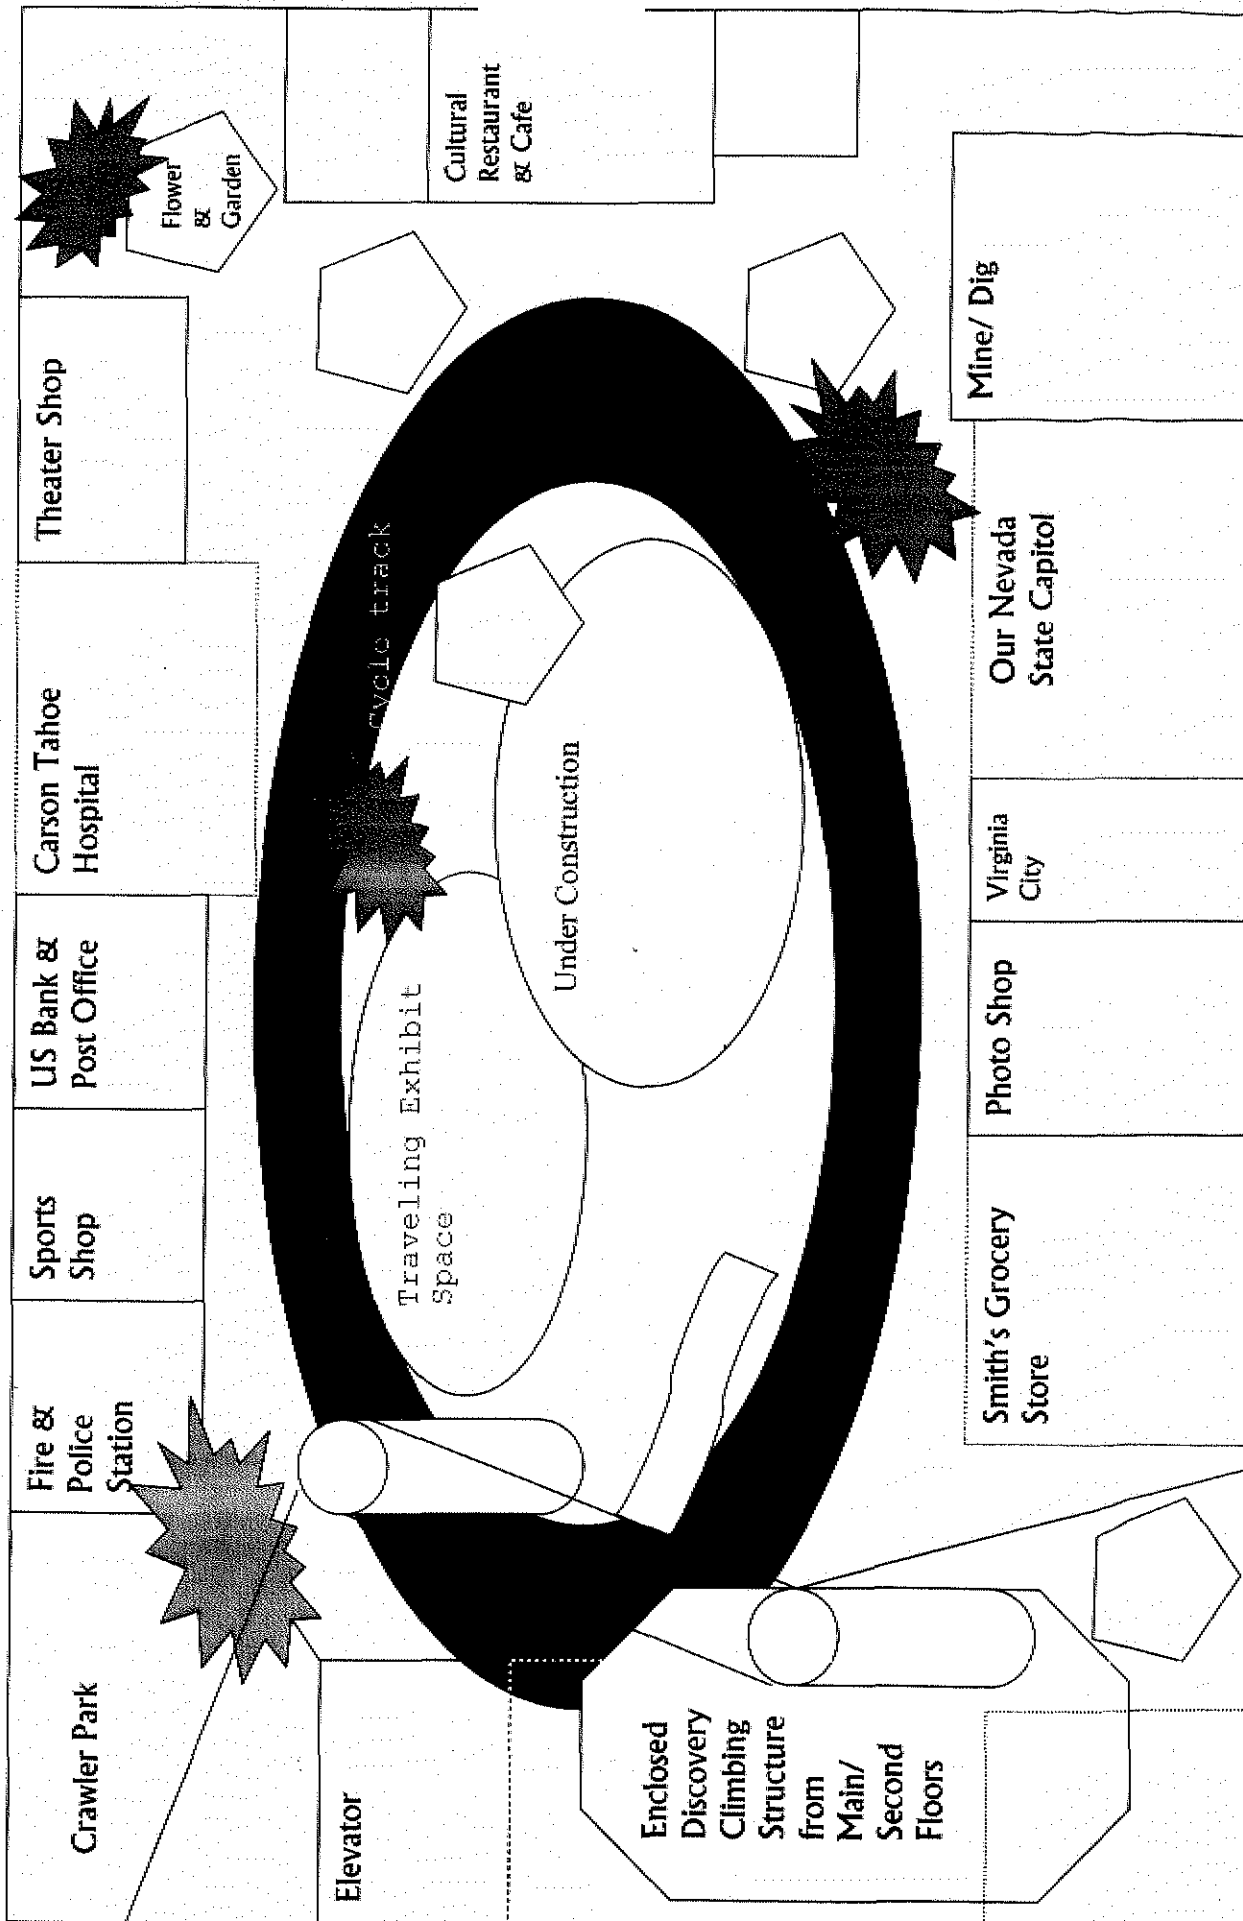 Crawler Park
Fire &
Police
Station
Sports
Shop
US Bank &
Post Office
Carson Tahoe
Hospital
Theater Shop
Flower
&
Garden
Elevator
Traveling Exhibit
Space
Cycle track
Under Construction
Cultural
Restaurant
& Cafe
Enclosed
Discovery
Climbing
Structure
from
Main/
Second
Floors
Smith's Grocery
Store
Photo Shop
Virginia
City
Our Nevada
State Capitol
Mine/ Dig